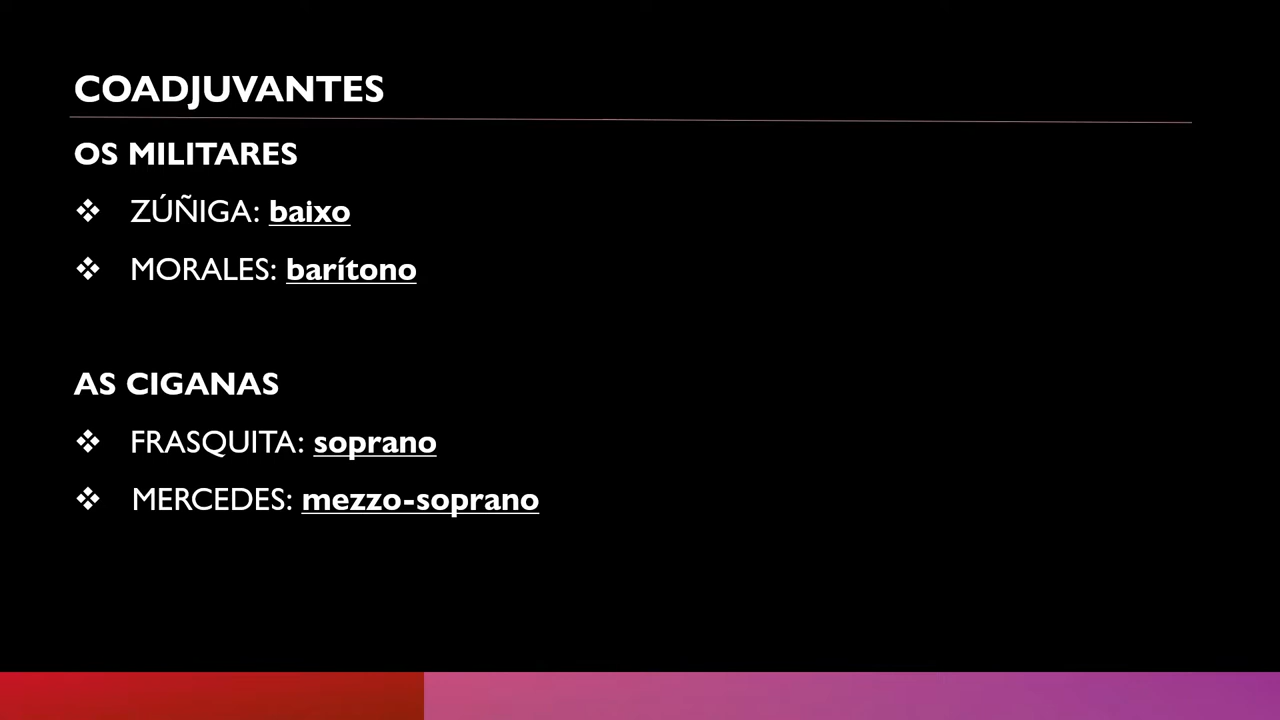 COADJUVANTES
OS MILITARES
❖ ZÚÑIGA: baixo
❖ MORALES: barítono
AS CIGANAS
❖ FRASQUITA: soprano
❖ MERCEDES: mezzo-soprano